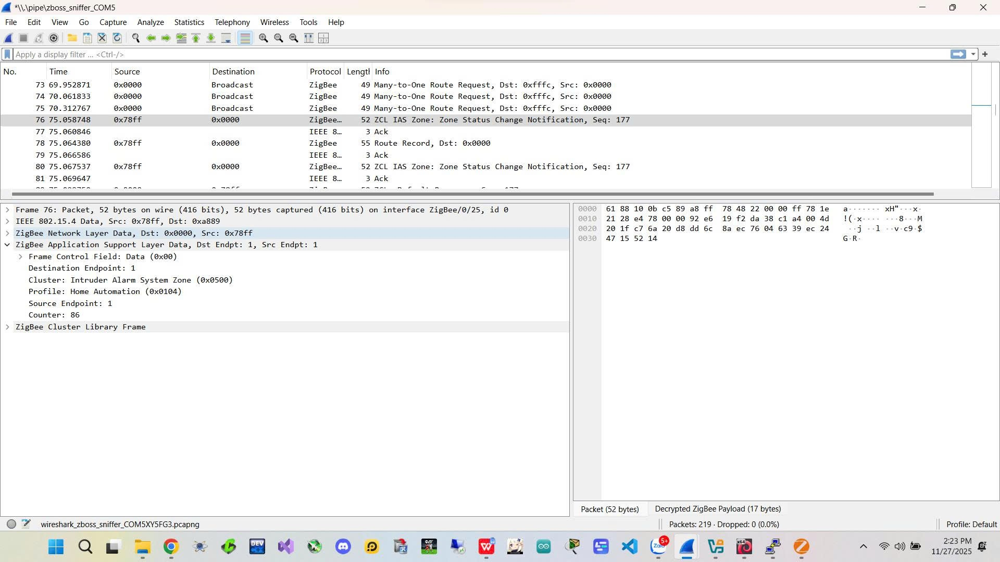 *\\.\pipe\zboss_sniffer_COM5
File Edit View Go Capture Analyze Statistics Telephony Wireless Tools Help
Apply a display filter ... <Ctrl-/>
No. Time Source Destination Protocol Length Info
73 69.952871 0x0000 Broadcast ZigBee 49 Many-to-One Route Request, Dst: 0xfffc, Src: 0x0000
74 70.061833 0x0000 Broadcast ZigBee 49 Many-to-One Route Request, Dst: 0xfffc, Src: 0x0000
75 70.312767 0x0000 Broadcast ZigBee 49 Many-to-One Route Request, Dst: 0xfffc, Src: 0x0000
76 75.058748 0x78ff 0x0000 ZigBee… 52 ZCL IAS Zone: Zone Status Change Notification, Seq: 177
77 75.060846 IEEE 8… 3 Ack
78 75.064380 0x78ff 0x0000 ZigBee 55 Route Record, Dst: 0x0000
79 75.066586 IEEE 8… 3 Ack
80 75.067537 0x78ff 0x0000 ZigBee… 52 ZCL IAS Zone: Zone Status Change Notification, Seq: 177
81 75.069647 IEEE 8… 3 Ack
Frame 76: Packet, 52 bytes on wire (416 bits), 52 bytes captured (416 bits) on interface ZigBee/0/25, id 0
IEEE 802.15.4 Data, Src: 0x78ff, Dst: 0xa889
ZigBee Network Layer Data, Dst: 0x0000, Src: 0x78ff
ZigBee Application Support Layer Data, Dst Endpt: 1, Src Endpt: 1
Frame Control Field: Data (0x00)
Destination Endpoint: 1
Cluster: Intruder Alarm System Zone (0x0500)
Profile: Home Automation (0x0104)
Source Endpoint: 1
Counter: 86
ZigBee Cluster Library Frame
0000 61 88 10 0b c5 89 a8 ff 78 48 22 00 00 ff 78 1e a······· xH"···x·
0010 21 28 e4 78 00 00 92 e6 19 f2 da 38 c1 a4 00 4d !(·x···· ···8···M
0020 20 1f c7 6a 20 d8 dd 6c 8a ec 76 04 63 39 ec 24 ··j ··l ··v·c9·$
0030 47 15 52 14 G·R·
Packet (52 bytes) Decrypted ZigBee Payload (17 bytes)
wireshark_zboss_sniffer_COM5XY5FG3.pcapng Packets: 219 · Dropped: 0 (0.0%) Profile: Default
DEV C++
Zalo 5+
x64
2:23 PM
11/27/2025